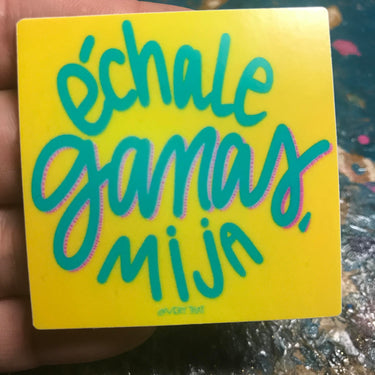 échale
ganas,
mija